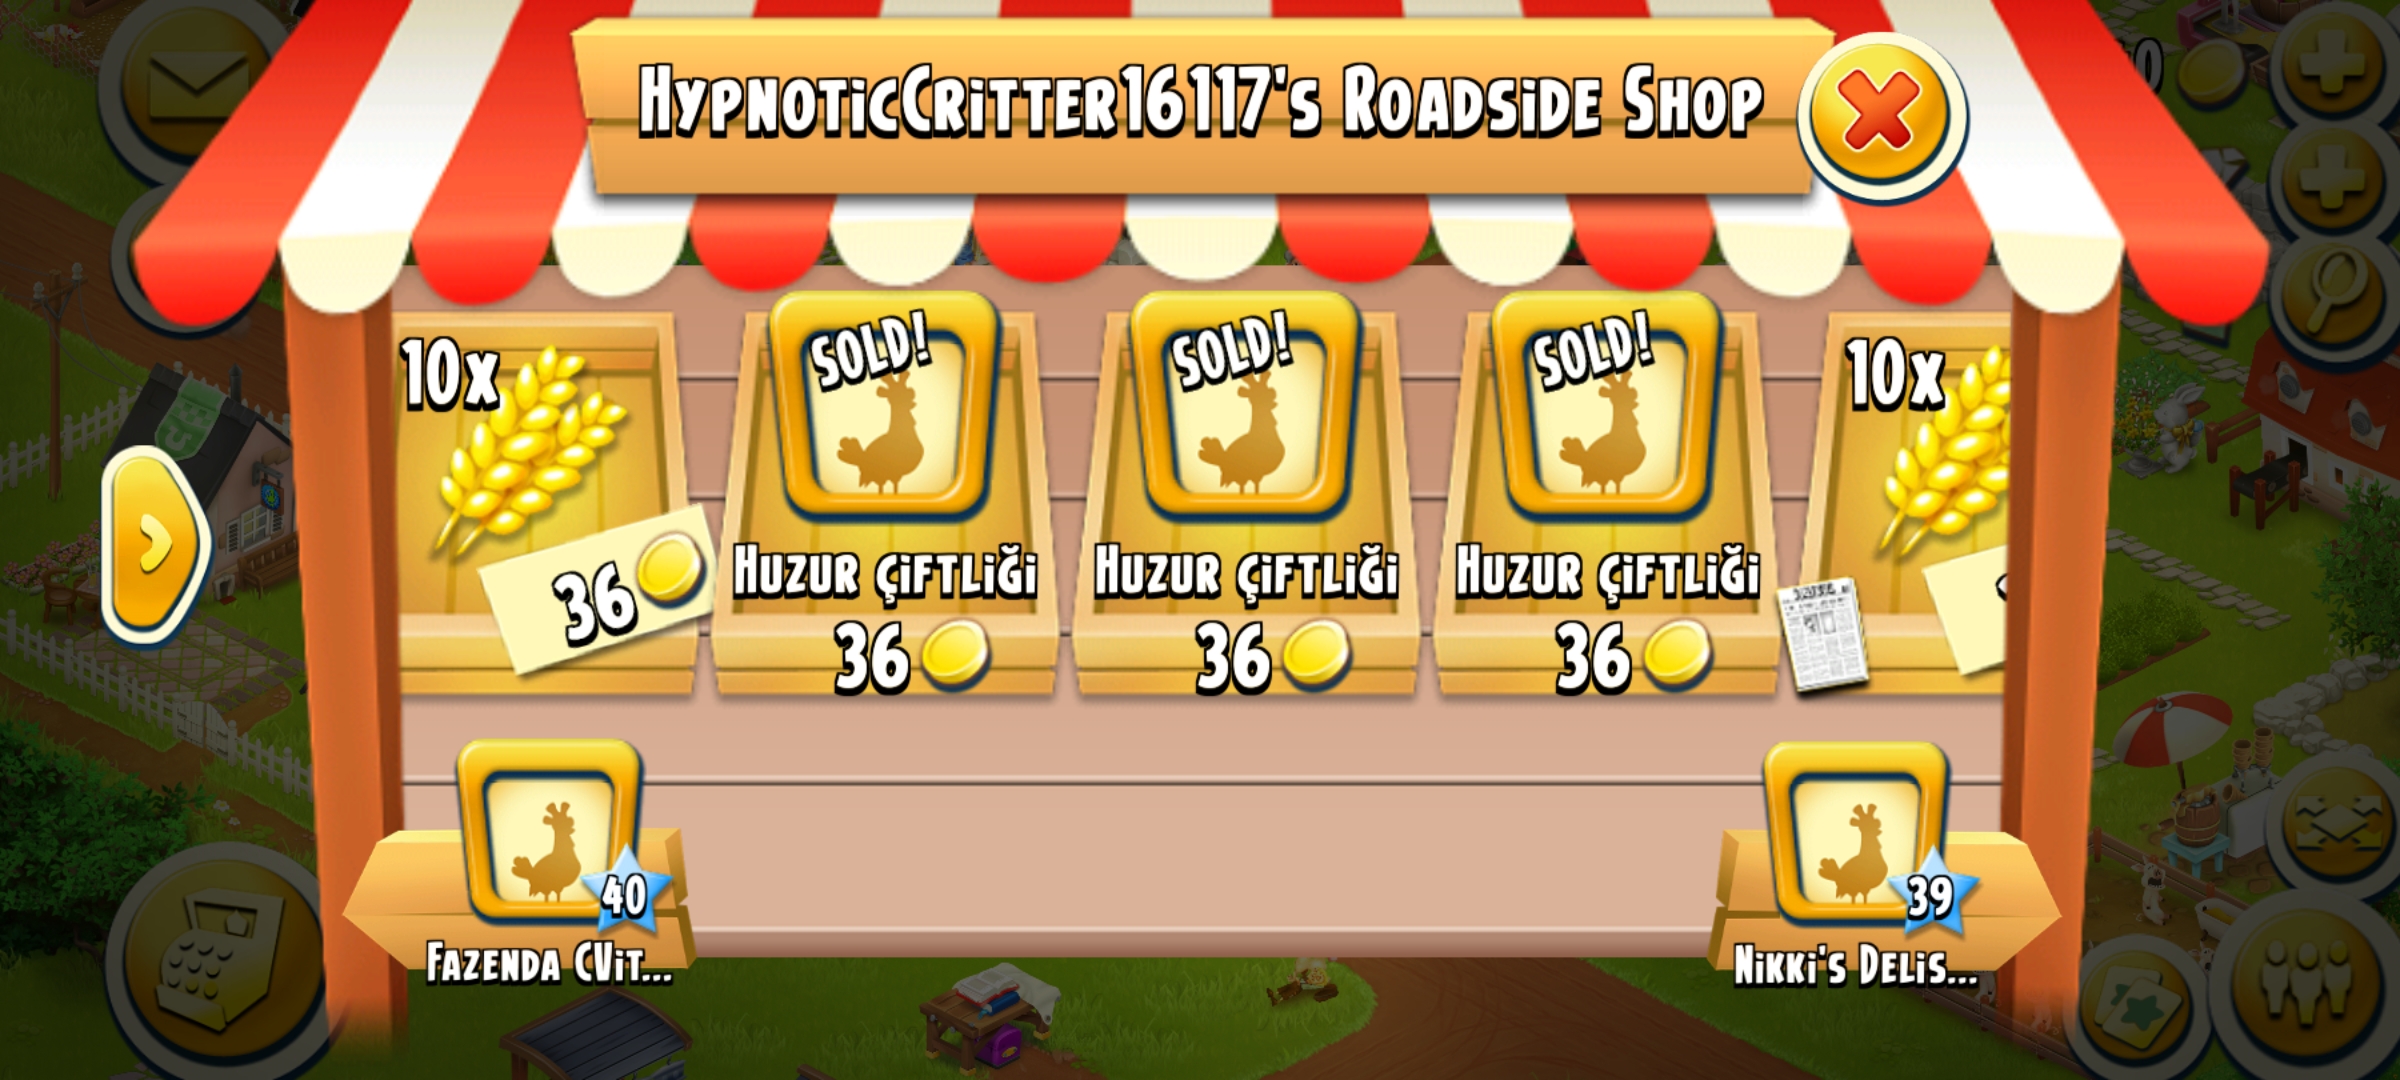 HypnoticCritter16117's Roadside Shop
10x
SOLD!
SOLD!
SOLD!
10x
36
Huzur çiftliği
Huzur çiftliği
Huzur çiftliği
36
36
36
40
39
Fazenda CVit...
Nikki's Delis...